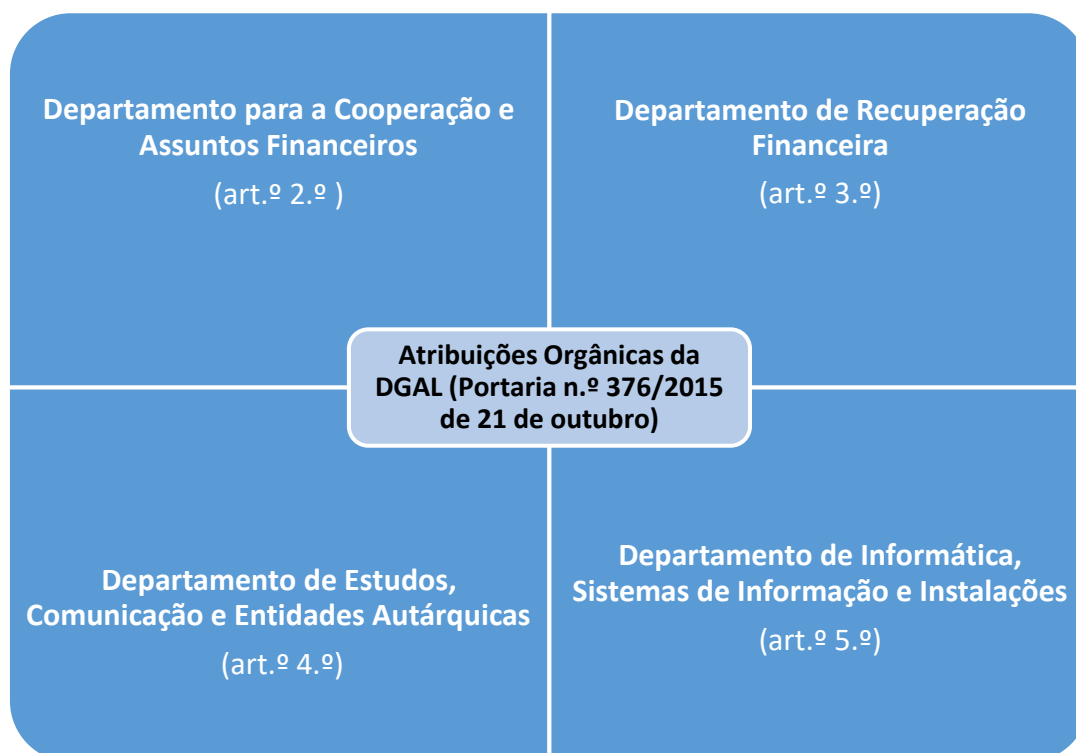 Departamento para a Cooperação e
Assuntos Financeiros
(art.º 2.º )
Departamento de Recuperação
Financeira
(art.º 3.º)
Atribuições Orgânicas da
DGAL (Portaria n.º 376/2015
de 21 de outubro)
Departamento de Estudos,
Comunicação e Entidades Autárquicas
(art.º 4.º)
Departamento de Informática,
Sistemas de Informação e Instalações
(art.º 5.º)